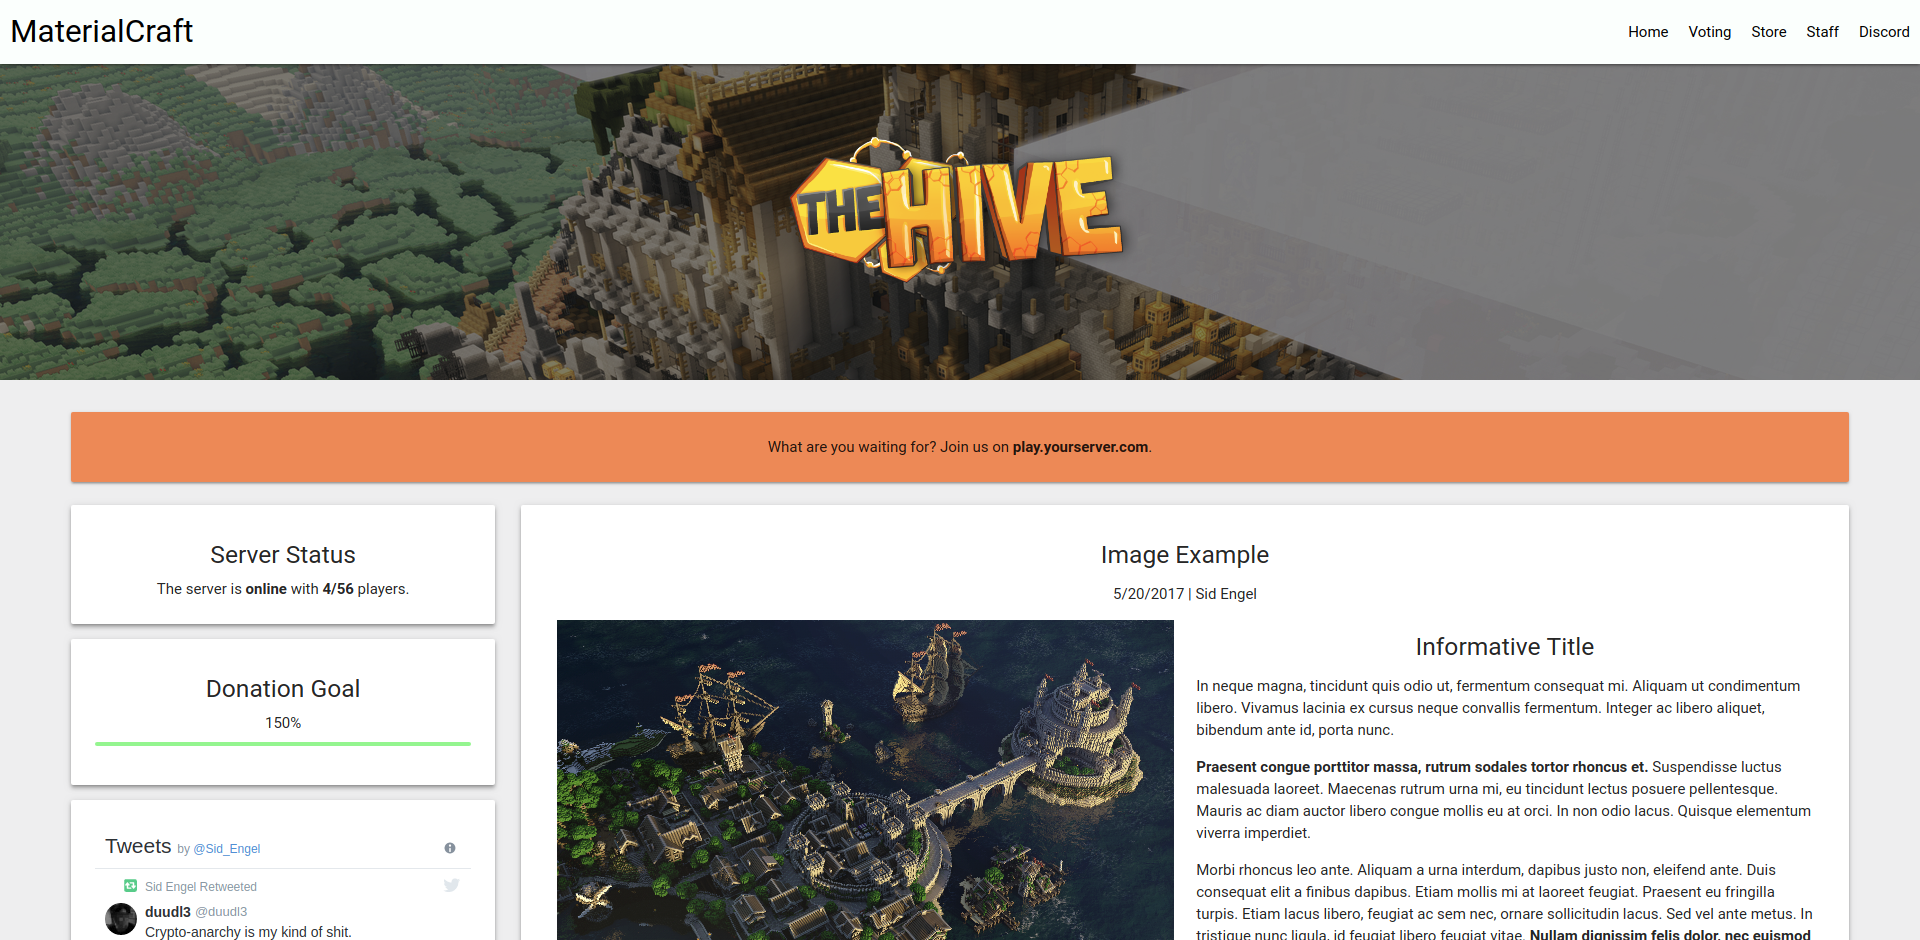 MaterialCraft
Home Voting Store Staff Discord
THE HIVE
What are you waiting for? Join us on play.yourserver.com.
Server Status
The server is online with 4/56 players.
Donation Goal
150%
Tweets by @Sid_Engel
Sid Engel Retweeted
duudl3 @duudl3
Crypto-anarchy is my kind of shit.
Image Example
5/20/2017 | Sid Engel
Informative Title
In neque magna, tincidunt quis odio ut, fermentum consequat mi. Aliquam ut condimentum
libero. Vivamus lacinia ex cursus neque convallis fermentum. Integer ac libero aliquet,
bibendum ante id, porta nunc.
Praesent congue porttitor massa, rutrum sodales tortor rhoncus et. Suspendisse luctus
malesuada laoreet. Maecenas rutrum urna mi, eu tincidunt lectus posuere pellentesque.
Mauris ac diam auctor libero congue mollis eu at orci. In non odio lacus. Quisque elementum
viverra imperdiet.
Morbi rhoncus leo ante. Aliquam a urna interdum, dapibus justo non, eleifend ante. Duis
consequat elit a finibus dapibus. Etiam mollis mi at laoreet feugiat. Praesent eu fringilla
turpis. Etiam lacus libero, feugiat ac sem nec, ornare sollicitudin lacus. Sed vel ante metus. In
tristique nunc ligula, id feugiat libero feugiat vitae. Nullam dignissim felis dolor, nec euismod